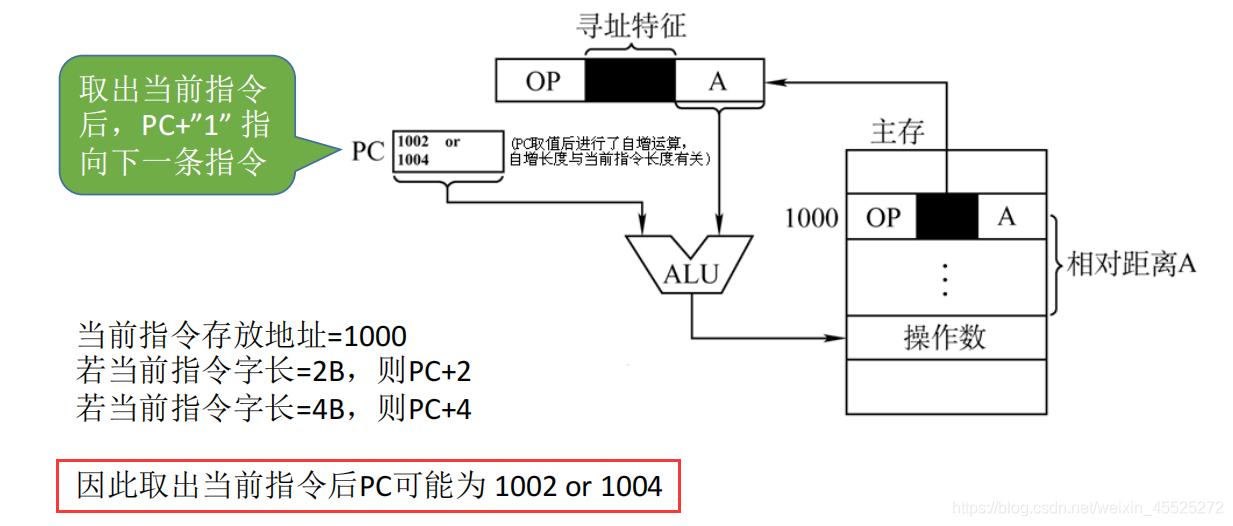 寻址特征
取出当前指令
后，PC+”1” 指
向下一条指令
OP
A
PC
1002 or
1004
(PC取值后进行了自增运算，
自增长度与当前指令长度有关)
主存
1000
OP
A
ALU
相对距离A
⋮
操作数
当前指令存放地址=1000
若当前指令字长=2B，则PC+2
若当前指令字长=4B，则PC+4
因此取出当前指令后PC可能为 1002 or 1004
https://blog.csdn.net/weixin_45525272